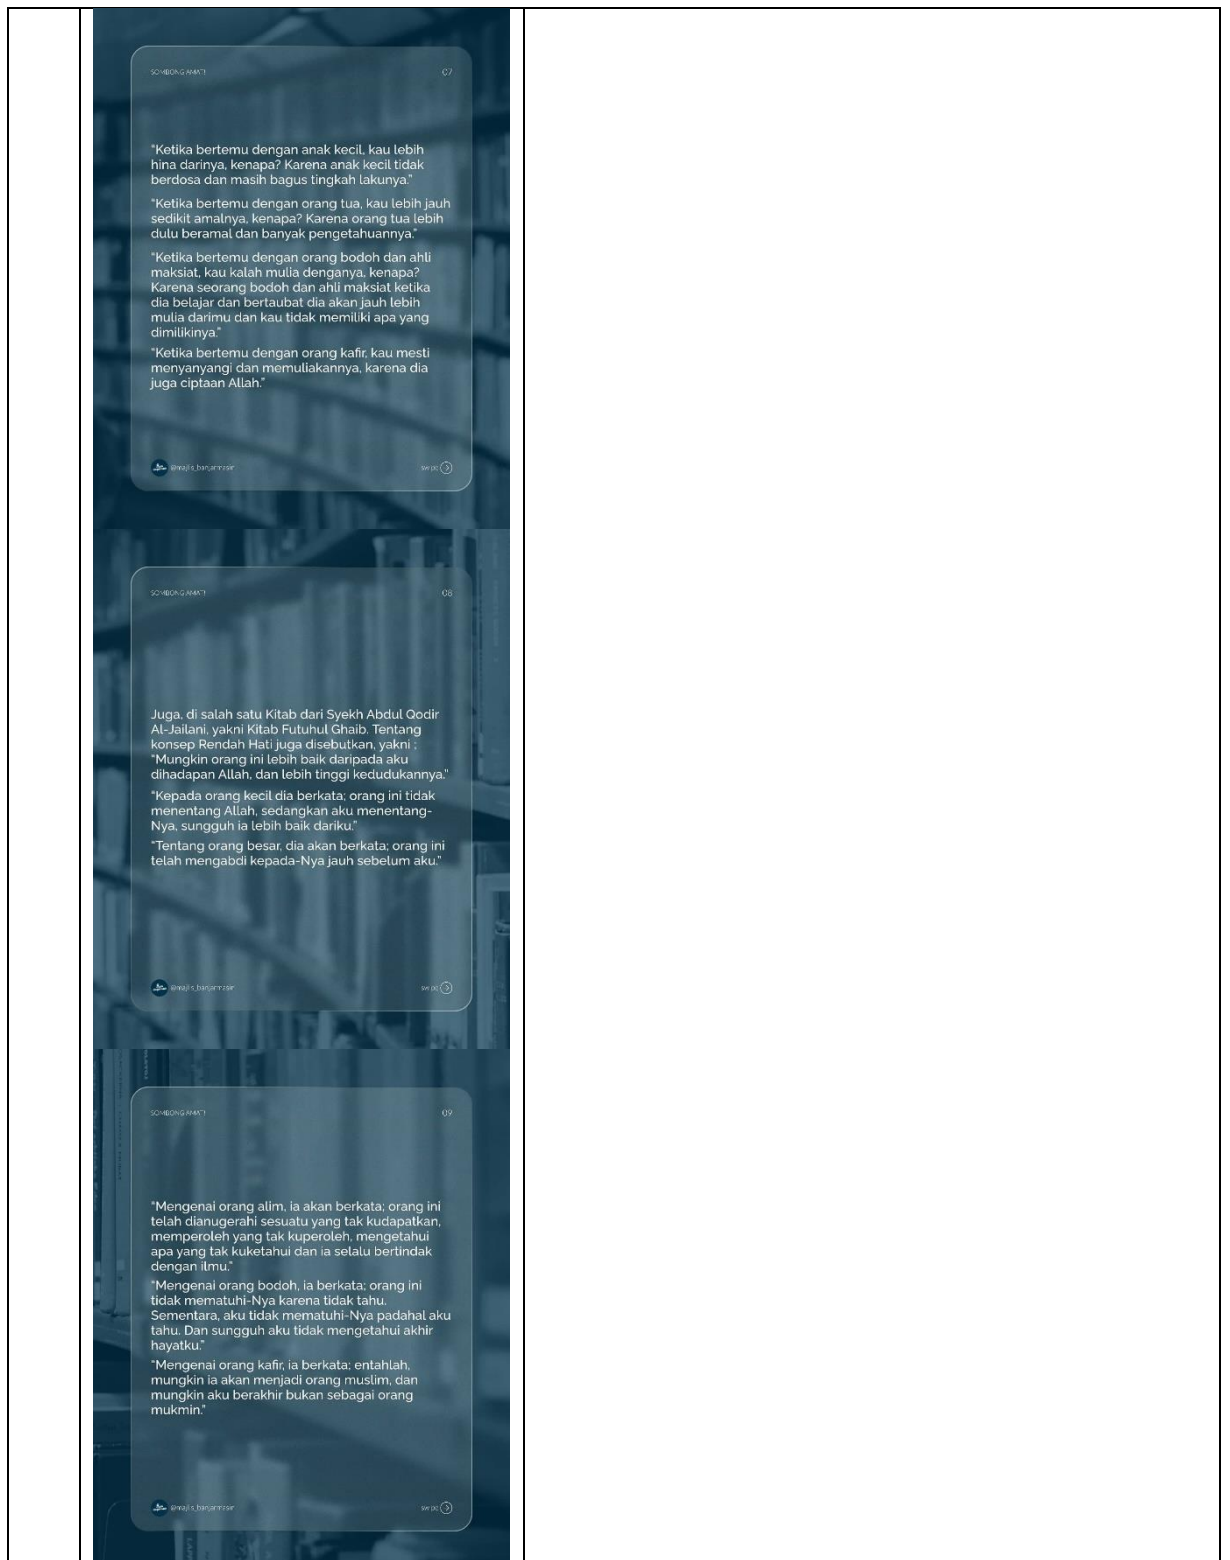 SOMBONG AMAT!
07
"Ketika bertemu dengan anak kecil, kau lebih
hina darinya, kenapa? Karena anak kecil tidak
berdosa dan masih bagus tingkah lakunya."
"Ketika bertemu dengan orang tua, kau lebih jauh
sedikit amalnya, kenapa? Karena orang tua lebih
dulu beramal dan banyak pengetahuannya."
"Ketika bertemu dengan orang bodoh dan ahli
maksiat, kau kalah mulia denganya, kenapa?
Karena seorang bodoh dan ahli maksiat ketika
dia belajar dan bertaubat dia akan jauh lebih
mulia darimu dan kau tidak memiliki apa yang
dimilikinya."
"Ketika bertemu dengan orang kafir, kau mesti
menyanyangi dan memuliakannya, karena dia
juga ciptaan Allah."
@majlis_banjarmasin
swipe
SOMBONG AMAT!
08
Juga, di salah satu Kitab dari Syekh Abdul Qodir
Al-Jailani, yakni Kitab Futuhul Ghaib. Tentang
konsep Rendah Hati juga disebutkan, yakni ;
"Mungkin orang ini lebih baik daripada aku
dihadapan Allah, dan lebih tinggi kedudukannya."
"Kepada orang kecil dia berkata; orang ini tidak
menentang Allah, sedangkan aku menentang-
Nya, sungguh ia lebih baik dariku."
"Tentang orang besar, dia akan berkata; orang ini
telah mengabdi kepada-Nya jauh sebelum aku."
@majlis_banjarmasin
swipe
SOMBONG AMAT!
09
"Mengenai orang alim, ia akan berkata; orang ini
telah dianugerahi sesuatu yang tak kudapatkan,
memperoleh yang tak kuperoleh, mengetahui
apa yang tak kuketahui dan ia selalu bertindak
dengan ilmu."
"Mengenai orang bodoh, ia berkata; orang ini
tidak mematuhi-Nya karena tidak tahu.
Sementara, aku tidak mematuhi-Nya padahal aku
tahu. Dan sungguh aku tidak mengetahui akhir
hayatku."
"Mengenai orang kafir, ia berkata; entahlah,
mungkin ia akan menjadi orang muslim, dan
mungkin aku berakhir bukan sebagai orang
mukmin."
@majlis_banjarmasin
swipe